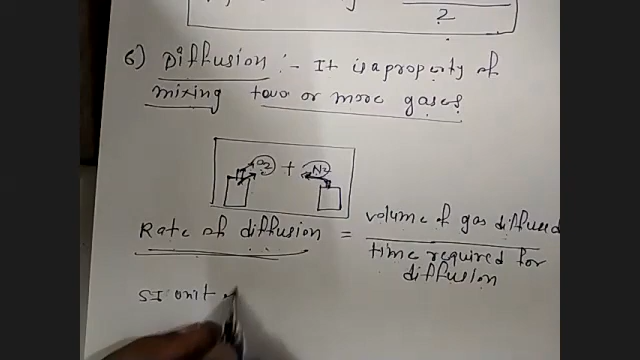 2
6) Diffusion :- It is a property of
mixing two or more gases.
O2 + N2
Rate of diffusion = volume of gas diffused
time required for
diffusion
SI unit